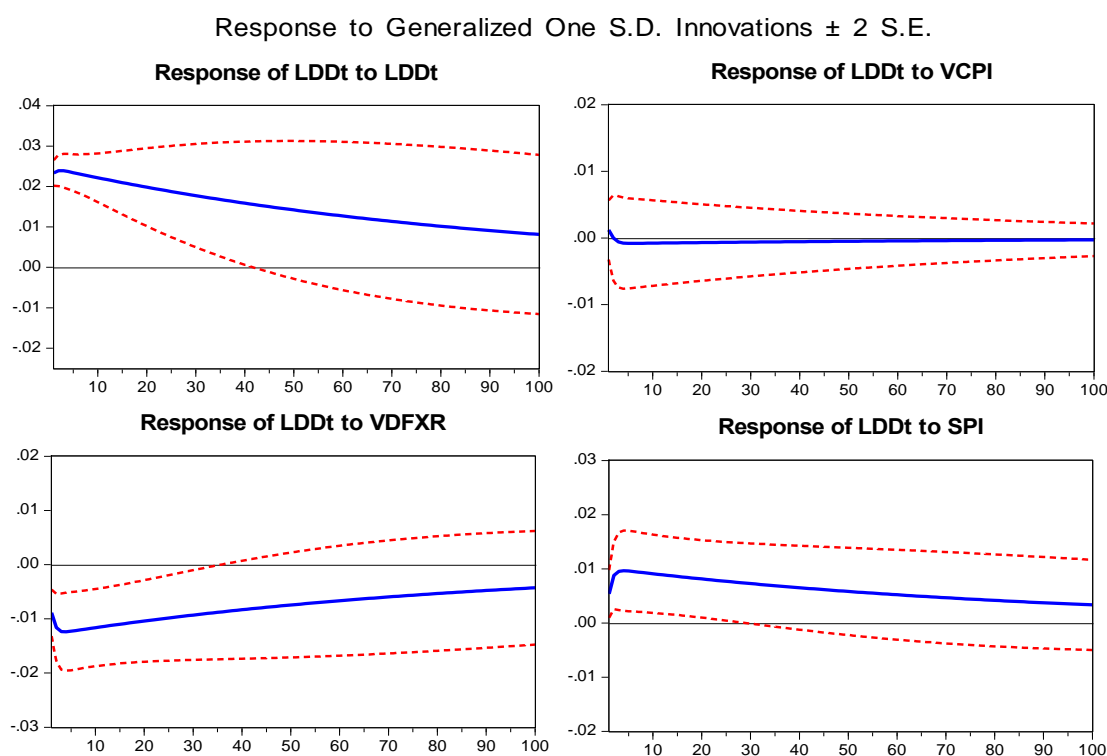 Response to Generalized One S.D. Innovations ± 2 S.E.
Response of LDDt to LDDt
.04
.03
.02
.01
.00
-.01
-.02
10 20 30 40 50 60 70 80 90 100
Response of LDDt to VCPI
.02
.01
.00
-.01
-.02
10 20 30 40 50 60 70 80 90 100
Response of LDDt to VDFXR
.02
.01
.00
-.01
-.02
-.03
10 20 30 40 50 60 70 80 90 100
Response of LDDt to SPI
.03
.02
.01
.00
-.01
-.02
10 20 30 40 50 60 70 80 90 100